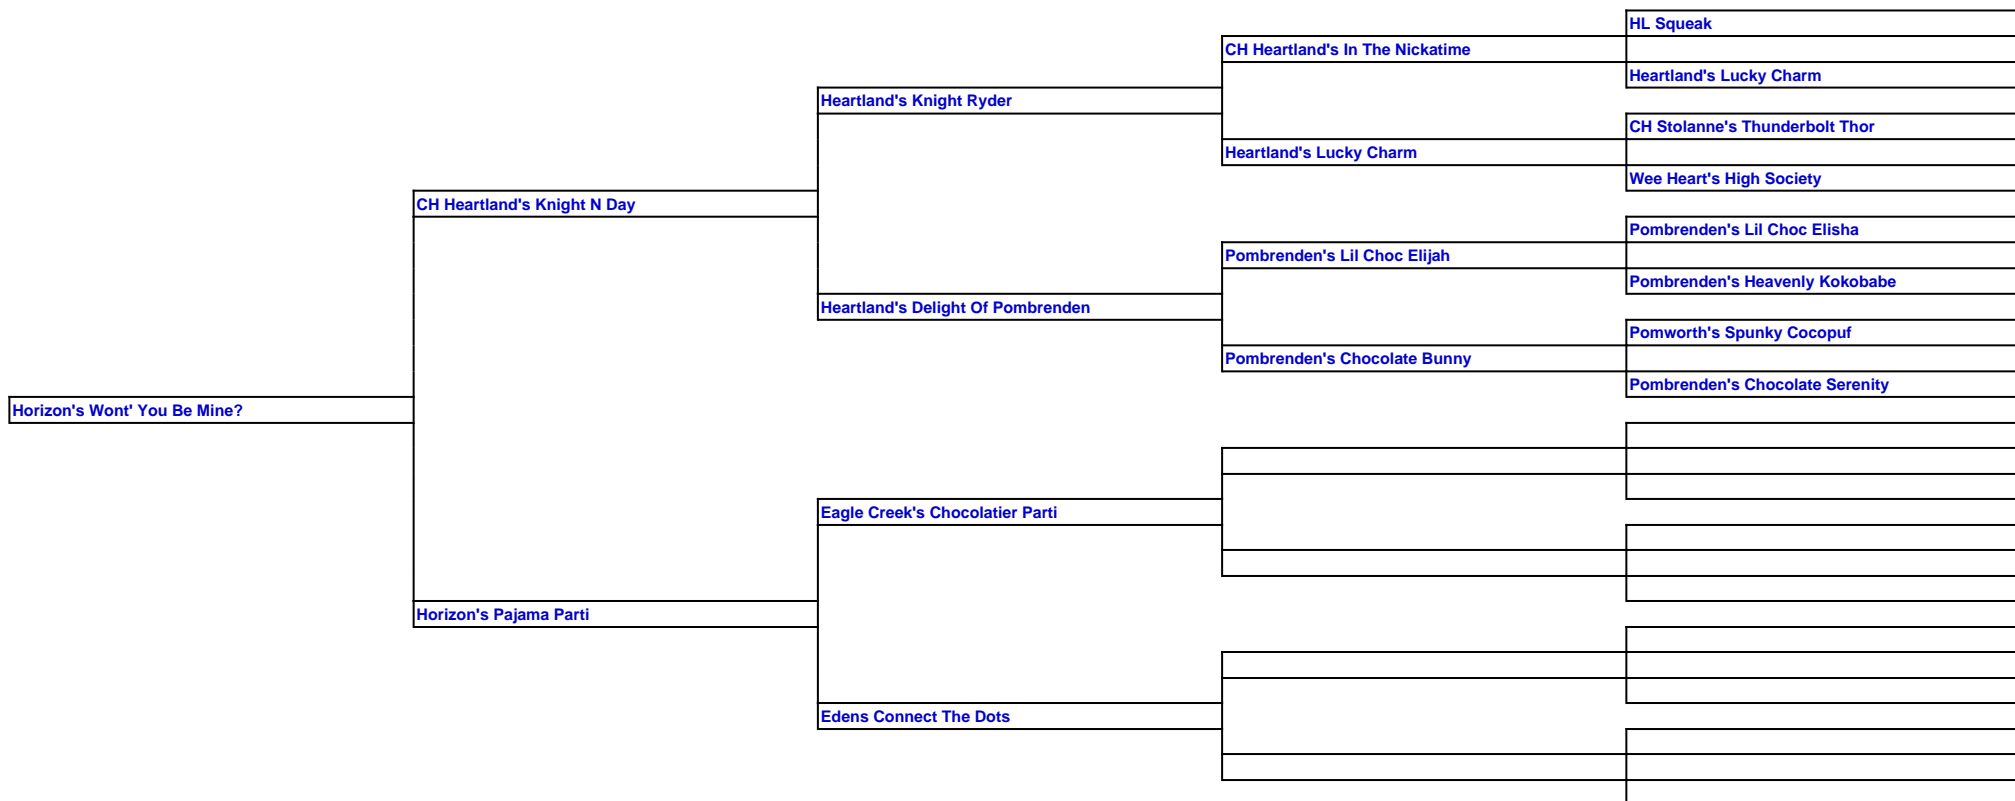 HL Squeak
CH Heartland's In The Nickatime
Heartland's Lucky Charm
Heartland's Knight Ryder
CH Stolanne's Thunderbolt Thor
Heartland's Lucky Charm
Wee Heart's High Society
CH Heartland's Knight N Day
Pombrenden's Lil Choc Elisha
Pombrenden's Lil Choc Elijah
Pombrenden's Heavenly Kokobabe
Heartland's Delight Of Pombrenden
Pomworth's Spunky Cocopuf
Pombrenden's Chocolate Bunny
Pombrenden's Chocolate Serenity
Horizon's Wont' You Be Mine?
Eagle Creek's Chocolatier Parti
Horizon's Pajama Parti
Edens Connect The Dots